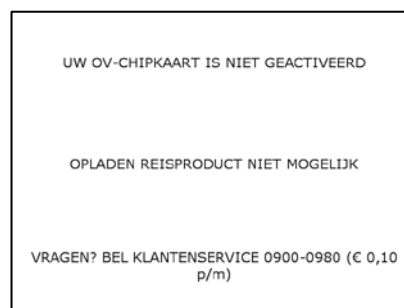 UW OV-CHIPKAART IS NIET GEACTIVEERD
OPLADEN REISPRODUCT NIET MOGELIJK
VRAGEN? BEL KLANTENSERVICE 0900-0980 (€ 0,10
p/m)